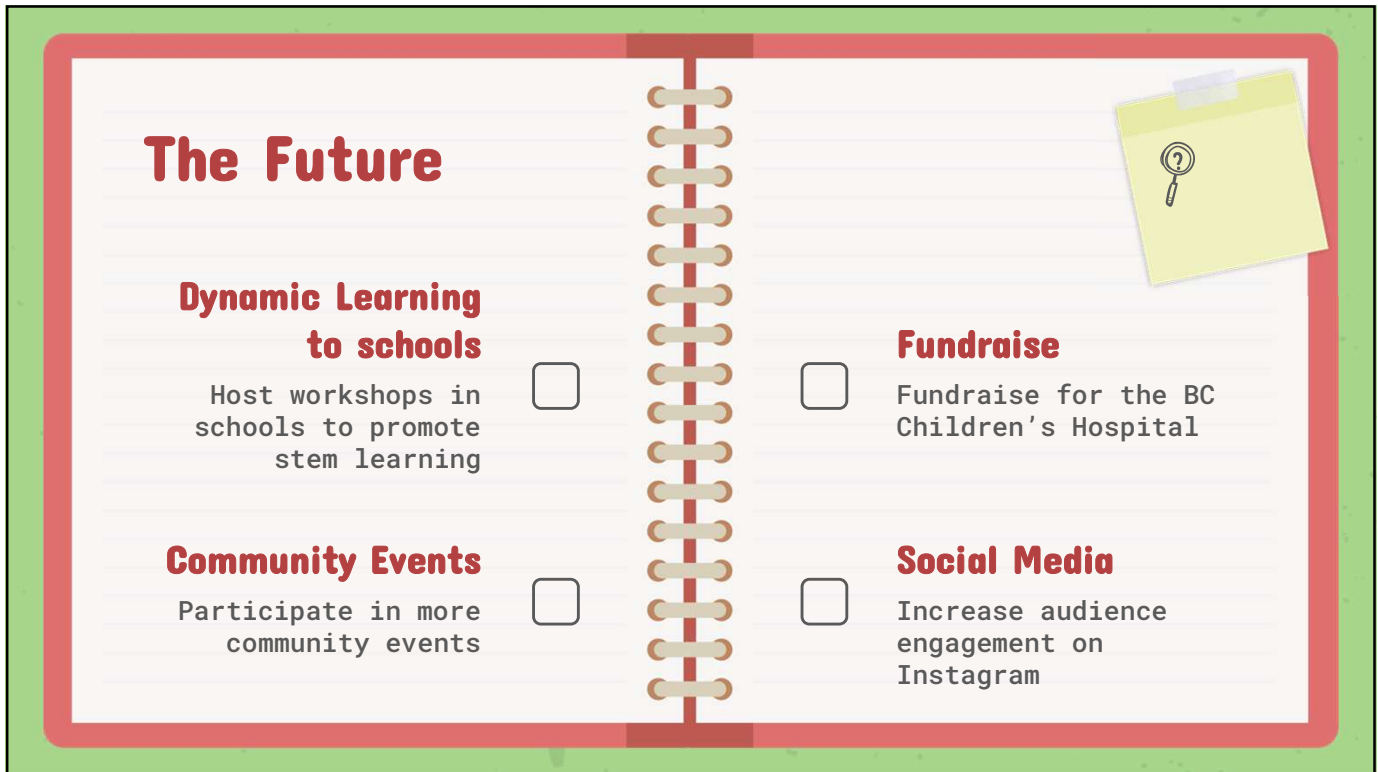 The Future
Dynamic Learning
to schools
Host workshops in
schools to promote
stem learning
Community Events
Participate in more
community events
?
Fundraise
Fundraise for the BC
Children’s Hospital
Social Media
Increase audience
engagement on
Instagram